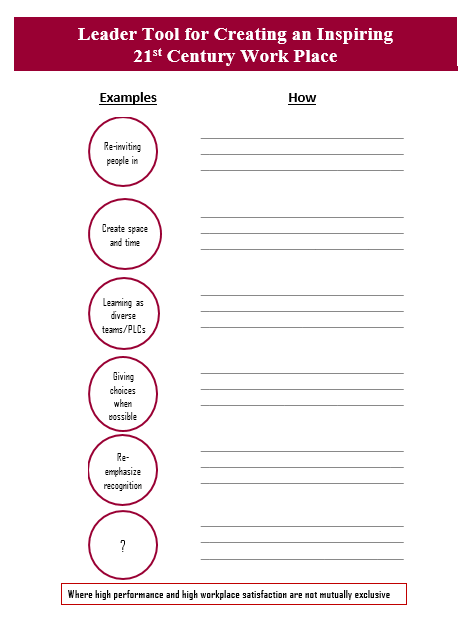 Leader Tool for Creating an Inspiring
21st Century Work Place
Examples
How
Re-inviting
people in
Create space
and time
Learning as
diverse
teams/PLCs
Giving
choices
when
possible
Re-
emphasize
recognition
?
Where high performance and high workplace satisfaction are not mutually exclusive